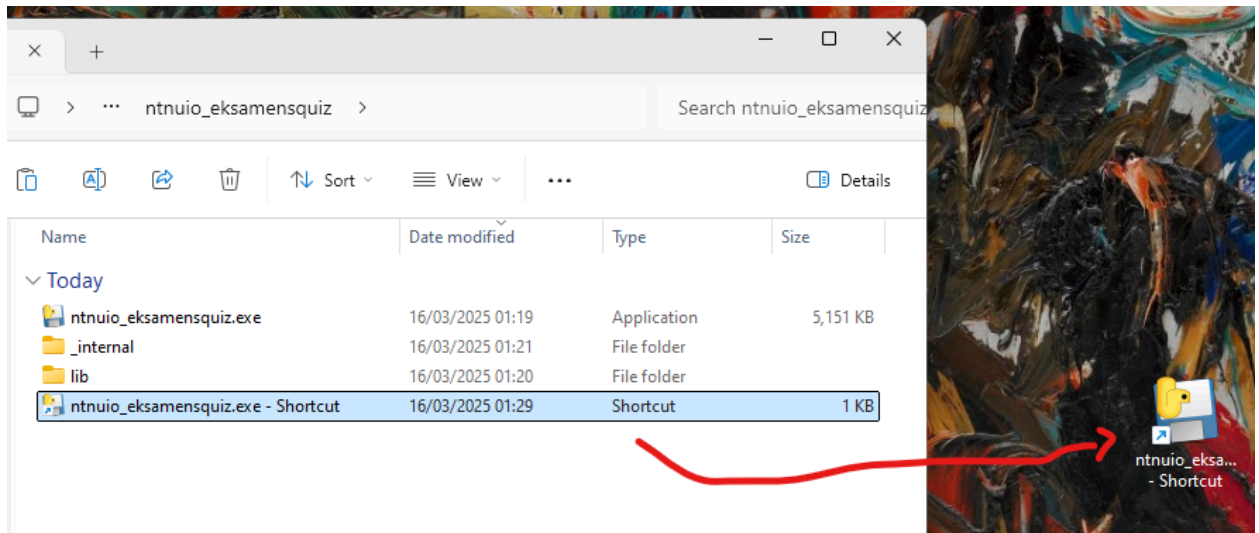 ntnuio_eksamensquiz
Search ntnuio_eksamensquiz
Sort
View
Details
Name Date modified Type Size
Today
ntnuio_eksamensquiz.exe 16/03/2025 01:19 Application 5,151 KB
_internal 16/03/2025 01:21 File folder
lib 16/03/2025 01:20 File folder
ntnuio_eksamensquiz.exe - Shortcut 16/03/2025 01:29 Shortcut 1 KB
ntnuio_eksa...
- Shortcut